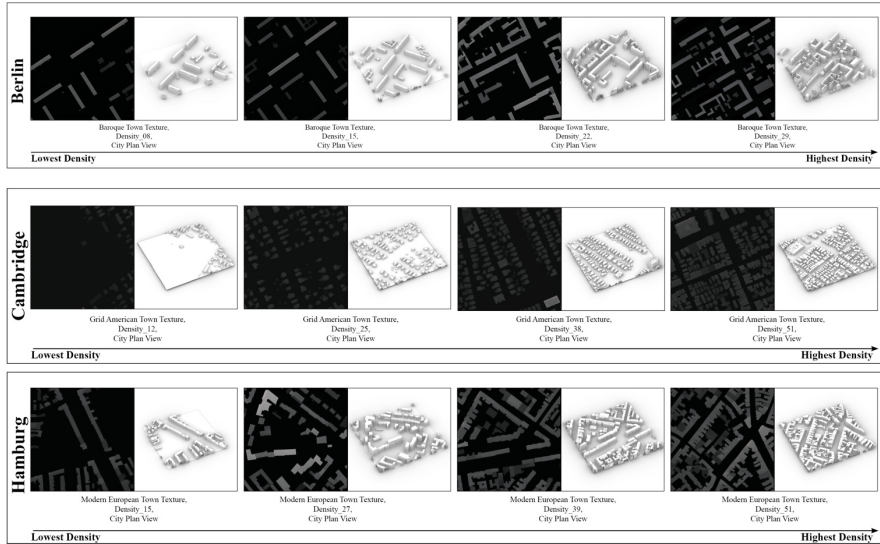 Berlin
Baroque Town Texture,
Density_08,
City Plan View
Baroque Town Texture,
Density_15,
City Plan View
Baroque Town Texture,
Density_22,
City Plan View
Baroque Town Texture,
Density_29,
City Plan View
Lowest Density
Highest Density
Cambridge
Grid American Town Texture,
Density_12,
City Plan View
Grid American Town Texture,
Density_25,
City Plan View
Grid American Town Texture,
Density_38,
City Plan View
Grid American Town Texture,
Density_51,
City Plan View
Lowest Density
Highest Density
Hamburg
Modern European Town Texture,
Density_15,
City Plan View
Modern European Town Texture,
Density_27,
City Plan View
Modern European Town Texture,
Density_39,
City Plan View
Modern European Town Texture,
Density_51,
City Plan View
Lowest Density
Highest Density